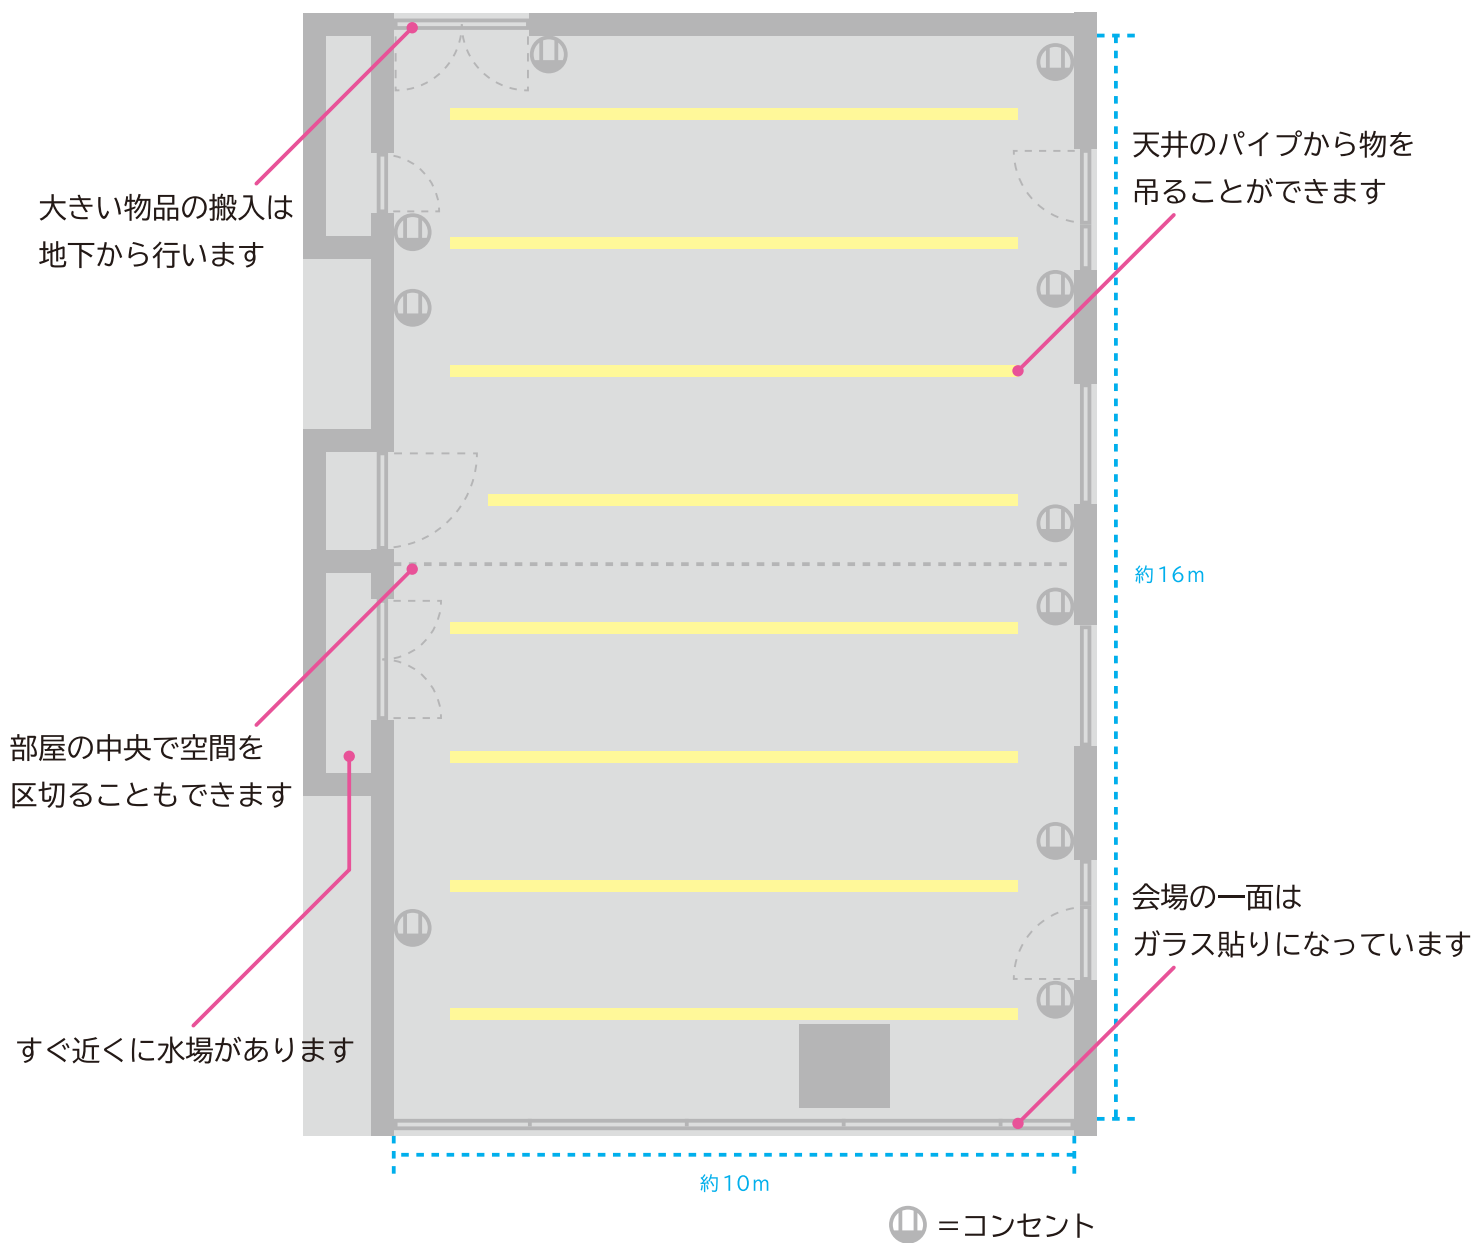 大きい物品の搬入は
地下から行います
天井のパイプから物を
吊ることができます
約16m
部屋の中央で空間を
区切ることもできます
会場の一面は
ガラス貼りになっています
すぐ近くに水場があります
約10m
=コンセント